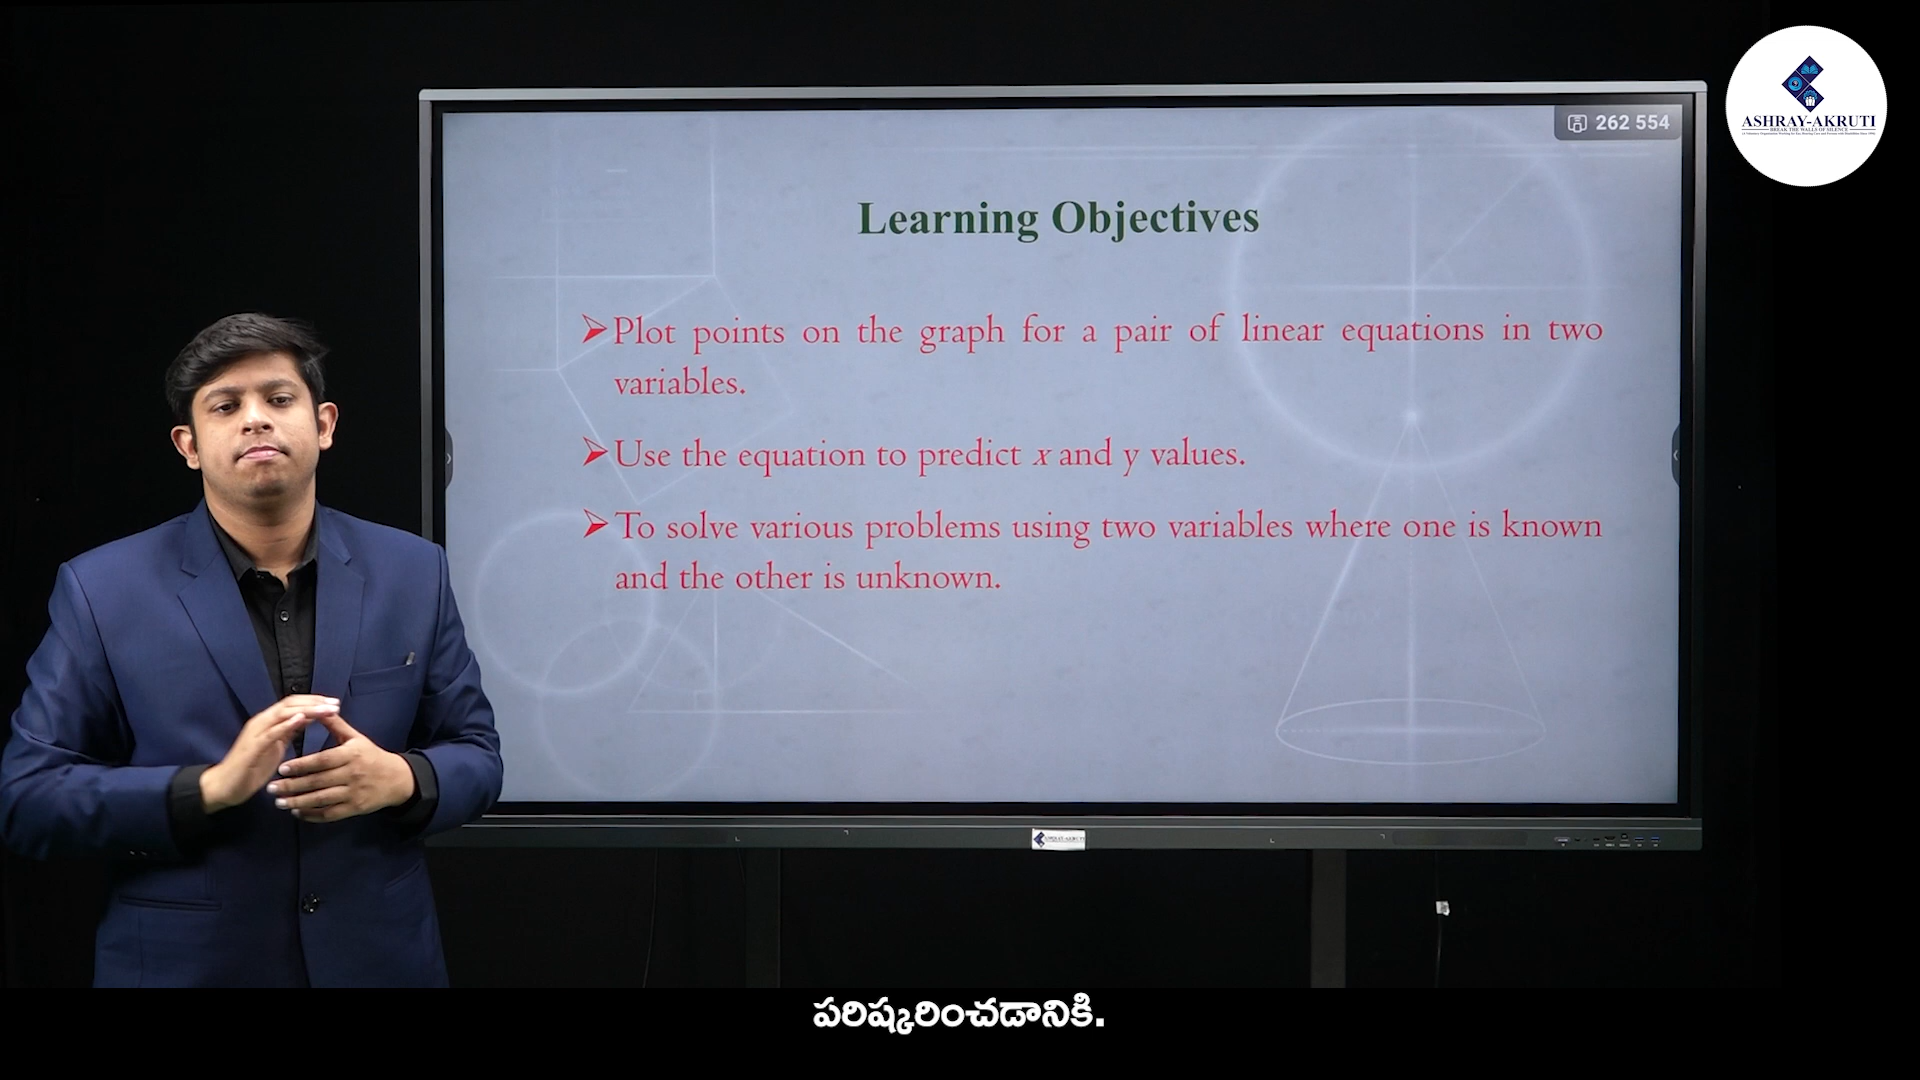 262 554
ASHRAY-AKRUTI
BREAK THE WALLS OF SILENCE
Learning Objectives
Plot points on the graph for a pair of linear equations in two
variables.
Use the equation to predict x and y values.
To solve various problems using two variables where one is known
and the other is unknown.
ASHRAY-AKRUTI
పరిష్కరించడానికి.